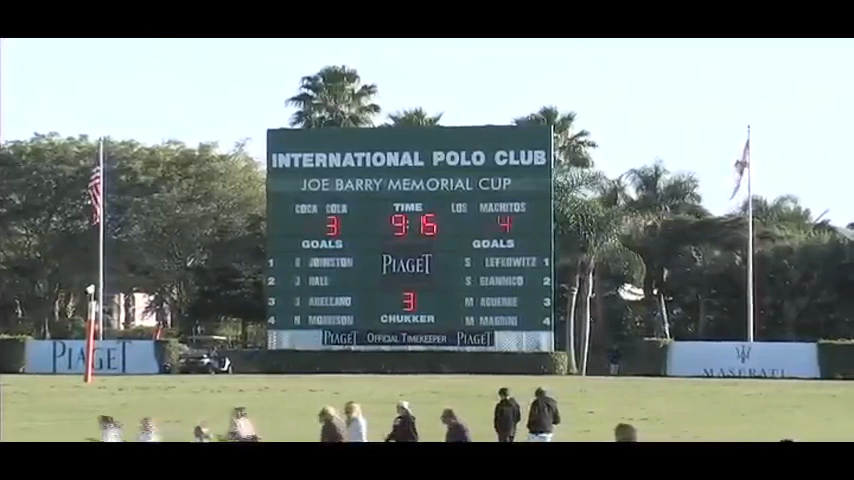 INTERNATIONAL POLO CLUB
JOE BARRY MEMORIAL CUP
COCA COLA TIME LOS MACHITOS
3 9:15 4
GOALS GOALS
1 JOHNSTON PIAGET S LEFKOWITZ 1
2 J HALL S GIANNICO 2
3 J ARELLANO 3 M AGUERRE 3
4 N MORRISON CHUKKER M MAGRINI 4
PIAGET OFFICIAL TIMEKEEPER PIAGET
PIAGET
MASERATI